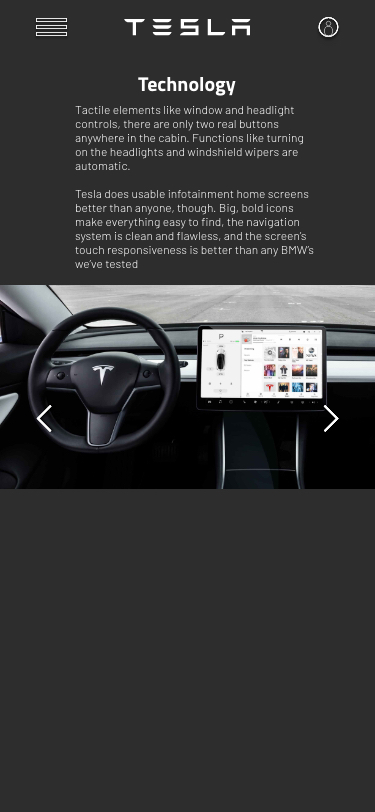 TESLA
Technology
Tactile elements like window and headlight
controls, there are only two real buttons
anywhere in the cabin. Functions like turning
on the headlights and windshield wipers are
automatic.
Tesla does usable infotainment home screens
better than anyone, though. Big, bold icons
make everything easy to find, the navigation
system is clean and flawless, and the screen's
touch responsiveness is better than any BMW's
we've tested
P